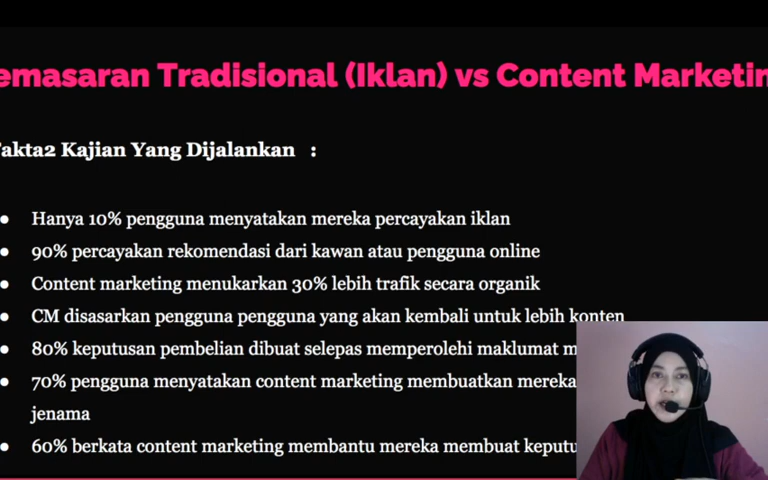 emasaran Tradisional (Iklan) vs Content Marketin
akta2 Kajian Yang Dijalankan :
● Hanya 10% pengguna menyatakan mereka percayakan iklan
● 90% percayakan rekomendasi dari kawan atau pengguna online
● Content marketing menukarkan 30% lebih trafik secara organik
● CM disasarkan pengguna pengguna yang akan kembali untuk lebih konten
● 80% keputusan pembelian dibuat selepas memperolehi maklumat m
● 70% pengguna menyatakan content marketing membuatkan mereka
jenama
● 60% berkata content marketing membantu mereka membuat keputu